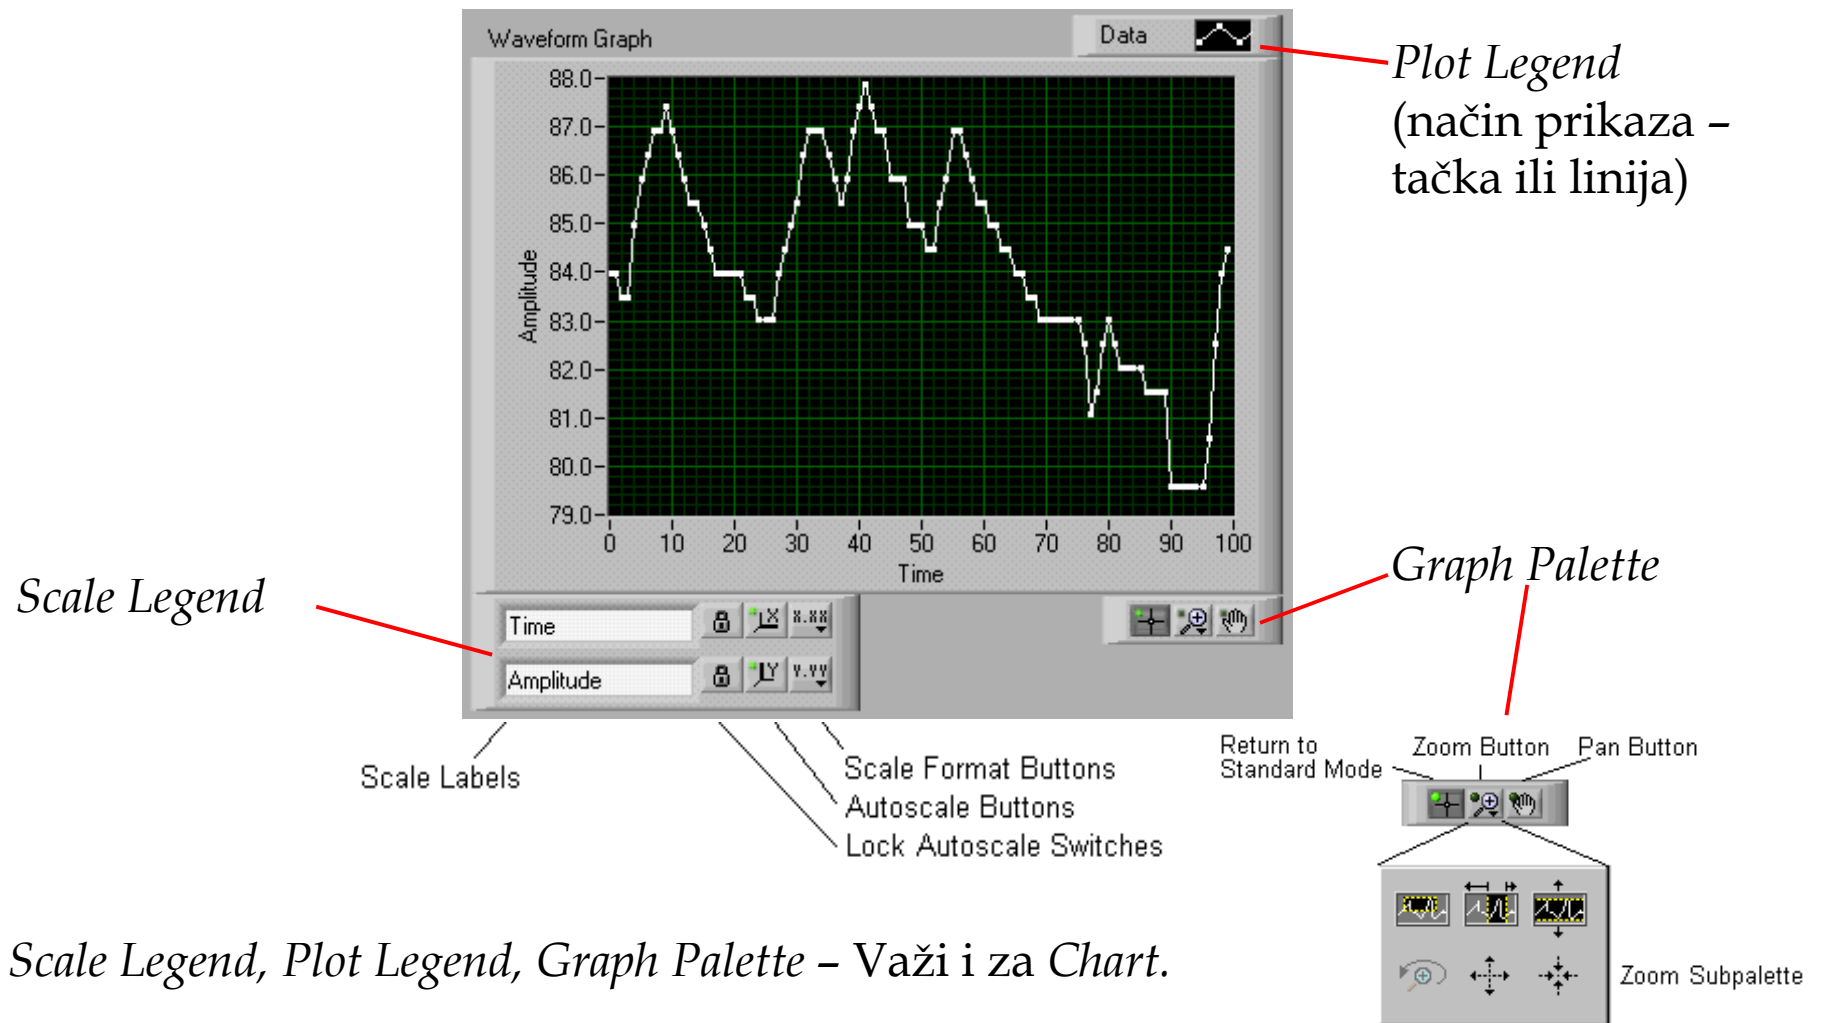 Waveform Graph
Data
Plot Legend
(način prikaza –
tačka ili linija)
88.0
87.0
86.0
85.0
84.0
83.0
82.0
81.0
80.0
79.0
Amplitude
0 10 20 30 40 50 60 70 80 90 100
Time
Graph Palette
Scale Legend
Time
X
X.XX
Amplitude
Y
Y.YY
Scale Labels
Scale Format Buttons
Autoscale Buttons
Lock Autoscale Switches
Return to
Standard Mode
Zoom Button
Pan Button
Zoom Subpalette
Scale Legend, Plot Legend, Graph Palette – Važi i za Chart.